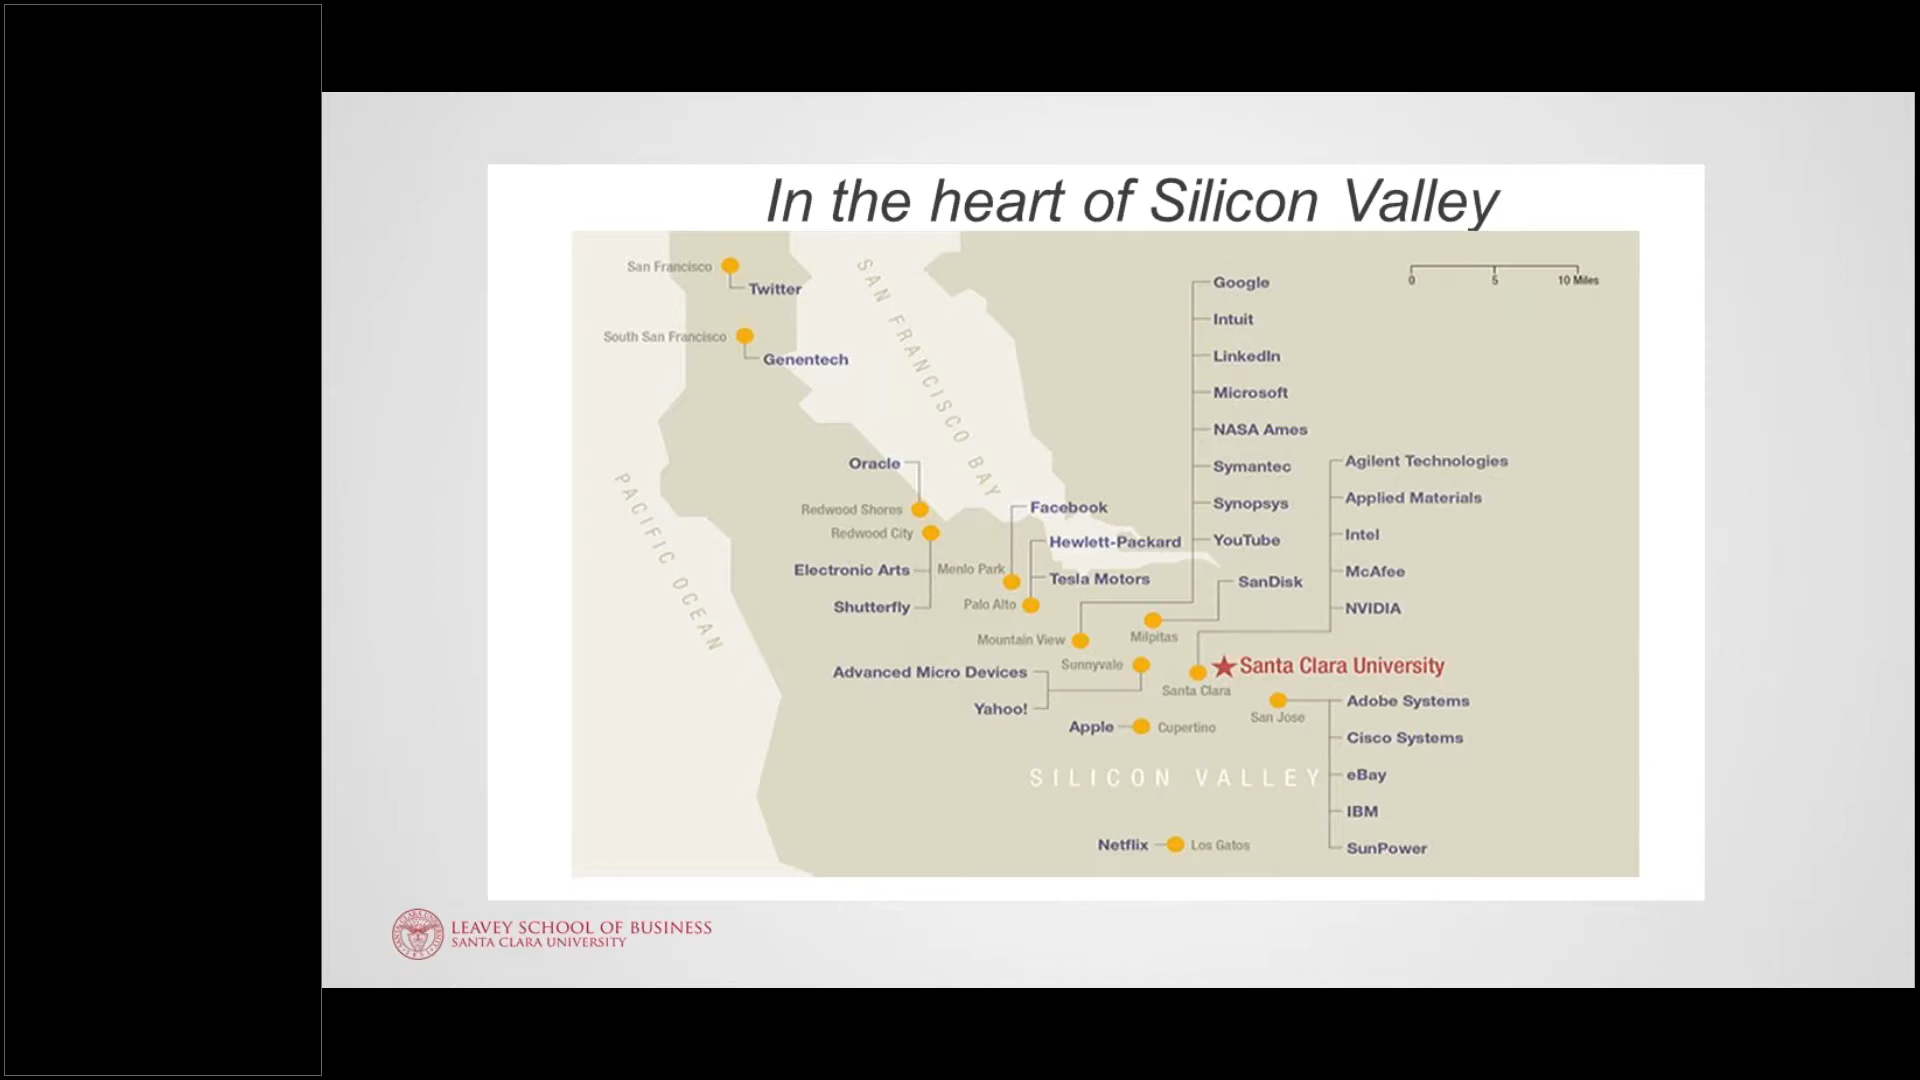 In the heart of Silicon Valley
San Francisco
Twitter
South San Francisco
Genentech
SAN FRANCISCO BAY
PACIFIC OCEAN
0 5 10 Miles
Google
Intuit
LinkedIn
Microsoft
NASA Ames
Symantec
Synopsys
YouTube
Agilent Technologies
Applied Materials
Intel
McAfee
NVIDIA
Oracle
Redwood Shores
Redwood City
Electronic Arts
Shutterfly
Facebook
Menlo Park
Hewlett-Packard
Tesla Motors
Palo Alto
Mountain View
SanDisk
Milpitas
Sunnyvale
Advanced Micro Devices
Yahoo!
Santa Clara
Santa Clara University
Apple
Cupertino
San Jose
Adobe Systems
Cisco Systems
eBay
IBM
SunPower
SILICON VALLEY
Netflix
Los Gatos
LEAVEY SCHOOL OF BUSINESS
SANTA CLARA UNIVERSITY